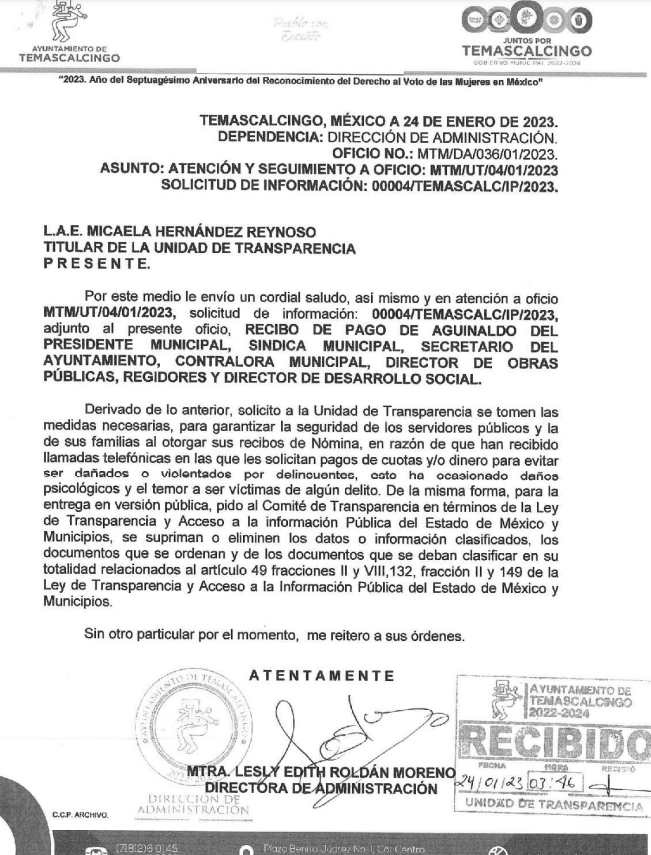 AYUNTAMIENTO DE
TEMASCALCINGO
Pueblo con
JUNTOS POR
TEMASCALCINGO
GOBIERNO MUNICIPAL 2022-2024
"2023. Año del Septuagésimo Aniversario del Reconocimiento del Derecho al Voto de las Mujeres en México"
TEMASCALCINGO, MÉXICO A 24 DE ENERO DE 2023.
DEPENDENCIA: DIRECCIÓN DE ADMINISTRACIÓN.
OFICIO NO.: MTM/DA/036/01/2023.
ASUNTO: ATENCIÓN Y SEGUIMIENTO A OFICIO: MTM/UT/04/01/2023
SOLICITUD DE INFORMACIÓN: 00004/TEMASCALC/IP/2023.
L.A.E. MICAELA HERNÁNDEZ REYNOSO
TITULAR DE LA UNIDAD DE TRANSPARENCIA
P R E S E N T E.
Por este medio le envío un cordial saludo, así mismo y en atención a oficio
MTM/UT/04/01/2023, solicitud de información: 00004/TEMASCALC/IP/2023,
adjunto al presente oficio, RECIBO DE PAGO DE AGUINALDO DEL
PRESIDENTE MUNICIPAL, SINDICA MUNICIPAL, SECRETARIO DEL
AYUNTAMIENTO, CONTRALORA MUNICIPAL, DIRECTOR DE OBRAS
PÚBLICAS, REGIDORES Y DIRECTOR DE DESARROLLO SOCIAL.
Derivado de lo anterior, solicito a la Unidad de Transparencia se tomen las
medidas necesarias, para garantizar la seguridad de los servidores públicos y la
de sus familias al otorgar sus recibos de Nómina, en razón de que han recibido
llamadas telefónicas en las que les solicitan pagos de cuotas y/o dinero para evitar
ser dañados o violentados por delincuentes, esto ha ocasionado daños
psicológicos y el temor a ser víctimas de algún delito. De la misma forma, para la
entrega en versión pública, pido al Comité de Transparencia en términos de la Ley
de Transparencia y Acceso a la información Pública del Estado de México y
Municipios, se supriman o eliminen los datos o información clasificados, los
documentos que se ordenan y de los documentos que se deban clasificar en su
totalidad relacionados al artículo 49 fracciones II y VIII,132, fracción II y 149 de la
Ley de Transparencia y Acceso a la Información Pública del Estado de México y
Municipios.
Sin otro particular por el momento, me reitero a sus órdenes.
A T E N T A M E N T E
AYUNTAMIENTO DE TEMASCALCINGO
MTRA. LESLY EDITH ROLDÁN MORENO
DIRECTORA DE ADMINISTRACIÓN
DIRECCIÓN DE
ADMINISTRACIÓN
AYUNTAMIENTO DE
TEMASCALCINGO
2022-2024
RECIBIDO
FECHA HORA RECIBIÓ
24/01/23 03:46
UNIDAD DE TRANSPARENCIA
C.C.P. ARCHIVO.
(718)2)6 0145
Plaza Benito Juárez No. 1, Col. Centro